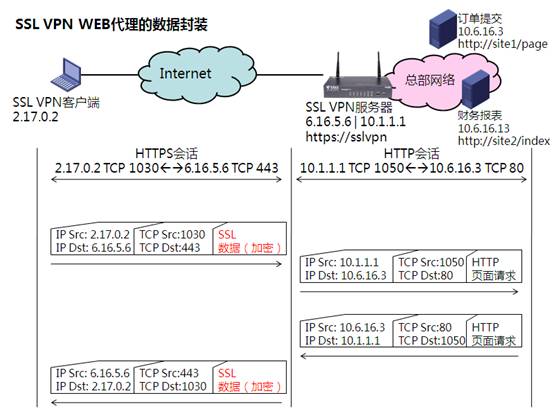 SSL VPN WEB代理的数据封装
订单提交
10.6.16.3
http://site1/page
Internet
总部网络
SSL VPN客户端
2.17.0.2
SSL VPN服务器
6.16.5.6|10.1.1.1
https://sslvpn
财务报表
10.6.16.13
http://site2/index
HTTPS会话
2.17.0.2 TCP 1030←→6.16.5.6 TCP 443
HTTP会话
10.1.1.1 TCP 1050←→10.6.16.3 TCP 80
IP Src: 2.17.0.2 TCP Src:1030 SSL
IP Dst: 6.16.5.6 TCP Dst:443 数据（加密）
IP Src: 10.1.1.1 TCP Src:1050 HTTP
IP Dst: 10.6.16.3 TCP Dst:80 页面请求
IP Src: 10.6.16.3 TCP Src:80 HTTP
IP Dst: 10.1.1.1 TCP Dst:1050 页面请求
IP Src: 6.16.5.6 TCP Src:443 SSL
IP Dst: 2.17.0.2 TCP Dst:1030 数据（加密）